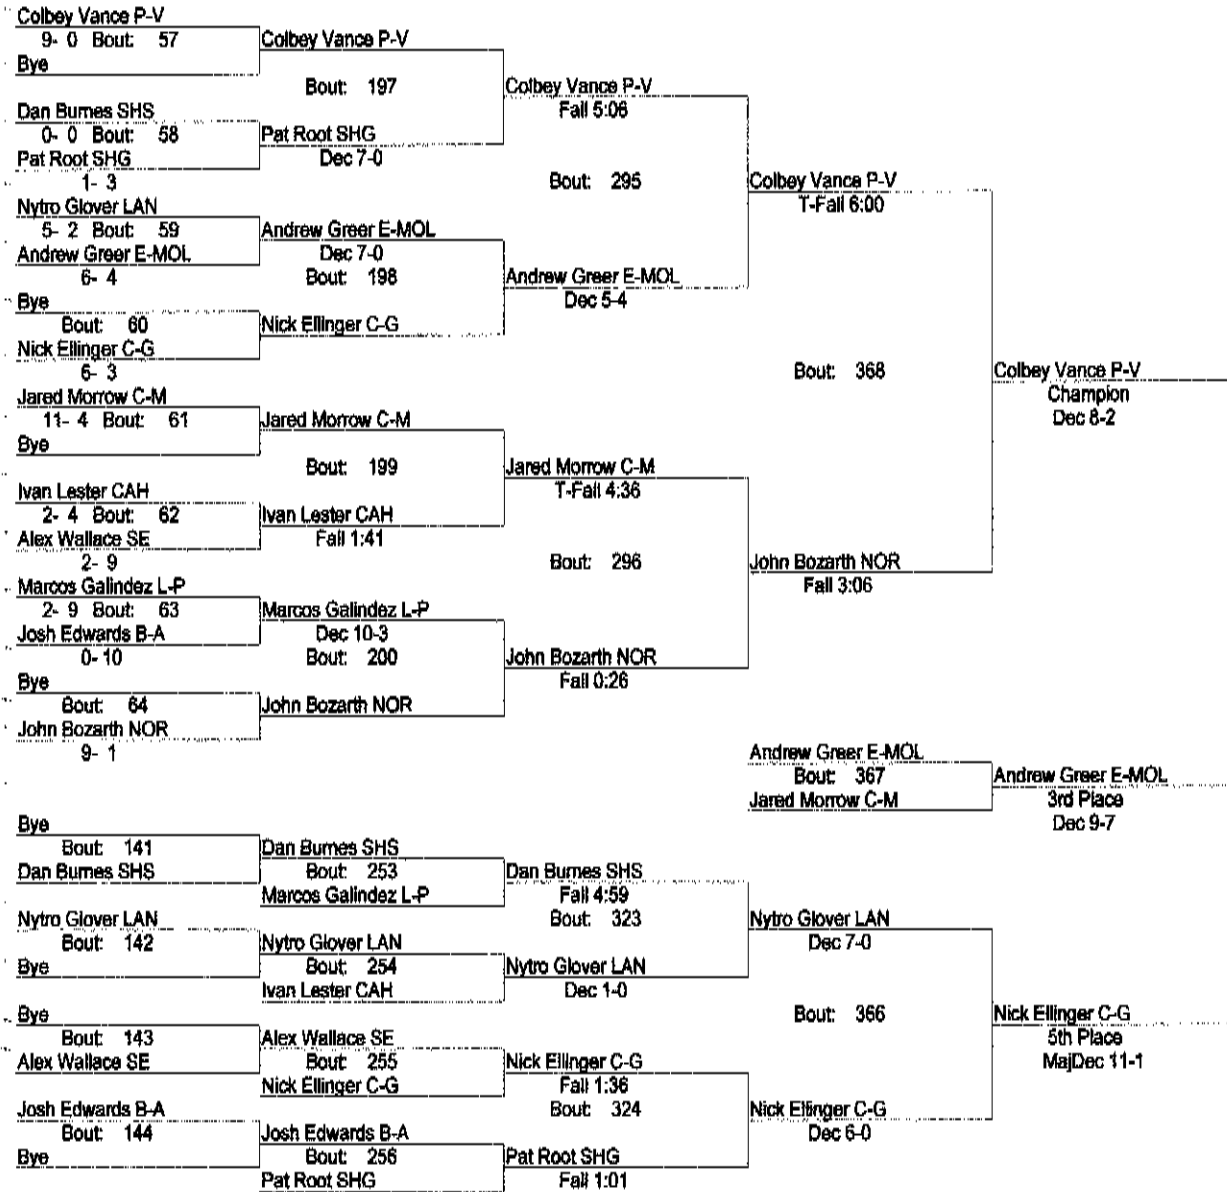 Colbey Vance P-V
9- 0 Bout: 57
Bye
Colbey Vance P-V
Bout: 197
Dan Burnes SHS
0- 0 Bout: 58
Pat Root SHG
1- 3
Pat Root SHG
Dec 7-0
Colbey Vance P-V
Fall 5:06
Bout: 295
Nytro Glover LAN
5- 2 Bout: 59
Andrew Greer E-MOL
6- 4
Andrew Greer E-MOL
Dec 7-0
Bout: 198
Bye
Bout: 60
Nick Ellinger C-G
6- 3
Nick Ellinger C-G
Andrew Greer E-MOL
Dec 5-4
Colbey Vance P-V
T-Fall 6:00
Bout: 368
Colbey Vance P-V
Champion
Dec 8-2
Jared Morrow C-M
11- 4 Bout: 61
Bye
Jared Morrow C-M
Bout: 199
Ivan Lester CAH
2- 4 Bout: 62
Alex Wallace SE
2- 9
Ivan Lester CAH
Fall 1:41
Jared Morrow C-M
T-Fall 4:36
Bout: 296
Marcos Galindez L-P
2- 9 Bout: 63
Josh Edwards B-A
0- 10
Marcos Galindez L-P
Dec 10-3
Bout: 200
Bye
Bout: 64
John Bozarth NOR
9- 1
John Bozarth NOR
John Bozarth NOR
Fall 0:26
John Bozarth NOR
Fall 3:06
Andrew Greer E-MOL
Bout: 367
Jared Morrow C-M
Andrew Greer E-MOL
3rd Place
Dec 9-7
Bye
Bout: 141
Dan Burnes SHS
Dan Burnes SHS
Bout: 253
Marcos Galindez L-P
Dan Burnes SHS
Fall 4:59
Bout: 323
Nytro Glover LAN
Bout: 142
Bye
Nytro Glover LAN
Bout: 254
Ivan Lester CAH
Nytro Glover LAN
Dec 1-0
Nytro Glover LAN
Dec 7-0
Bout: 366
Nick Ellinger C-G
5th Place
MajDec 11-1
Bye
Bout: 143
Alex Wallace SE
Alex Wallace SE
Bout: 255
Nick Ellinger C-G
Nick Ellinger C-G
Fall 1:36
Bout: 324
Josh Edwards B-A
Bout: 144
Bye
Josh Edwards B-A
Bout: 256
Pat Root SHG
Pat Root SHG
Fall 1:01
Nick Ellinger C-G
Dec 6-0